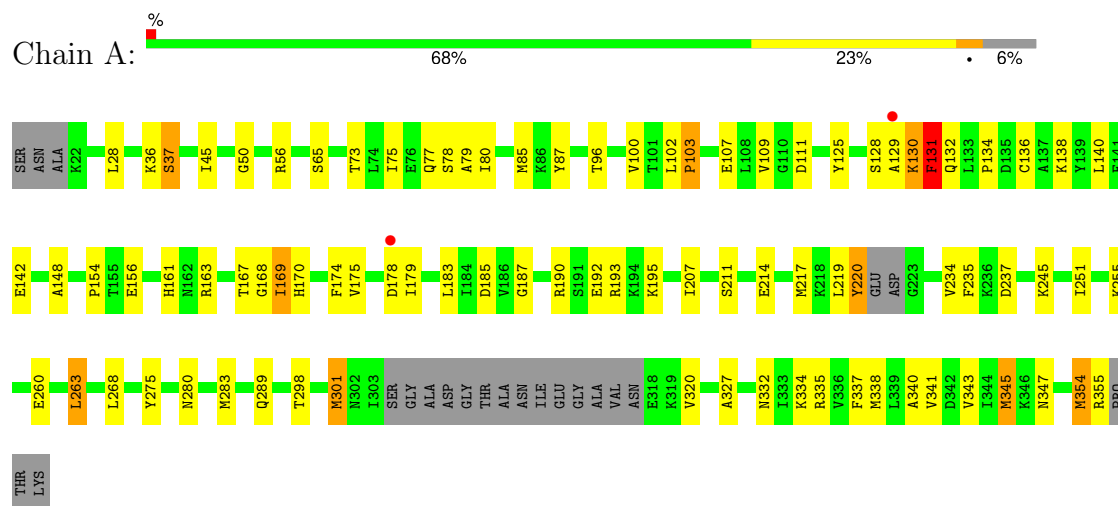 %
Chain A:
68% 23% • 6%
SER ASN ALA K22 L28 K36 S37 I45 G50 R56 S65 T73 L74 I75 E76 Q77 S78 A79 I80 M85 K86 Y87 T96 V100 T101 L102 P103 E107 L108 V109 G110 D111 Y125 S128 A129 K130 F131 Q132 L133 P134 D135 C136 A137 K138 Y139 L140 E141
E142 A148 P154 T155 E156 H161 N162 R163 T167 G168 I169 H170 F174 V175 D178 I179 L183 I184 D185 V186 G187 R190 S191 E192 R193 K194 K195 I207 S211 E214 M217 K218 L219 Y220 GLU ASP G223 V234 F235 K236 D237 K245 I251 K255
E260 L263 L268 Y275 N280 M283 Q289 T298 M301 N302 I303 SER GLY ALA ASP GLY THR ALA ASN ILE GLU GLY ALA VAL ASN E318 K319 V320 A327 N332 I333 K334 R335 V336 F337 M338 L339 A340 V341 D342 V343 I344 M345 K346 N347 M354 R355 PRO
THR LYS